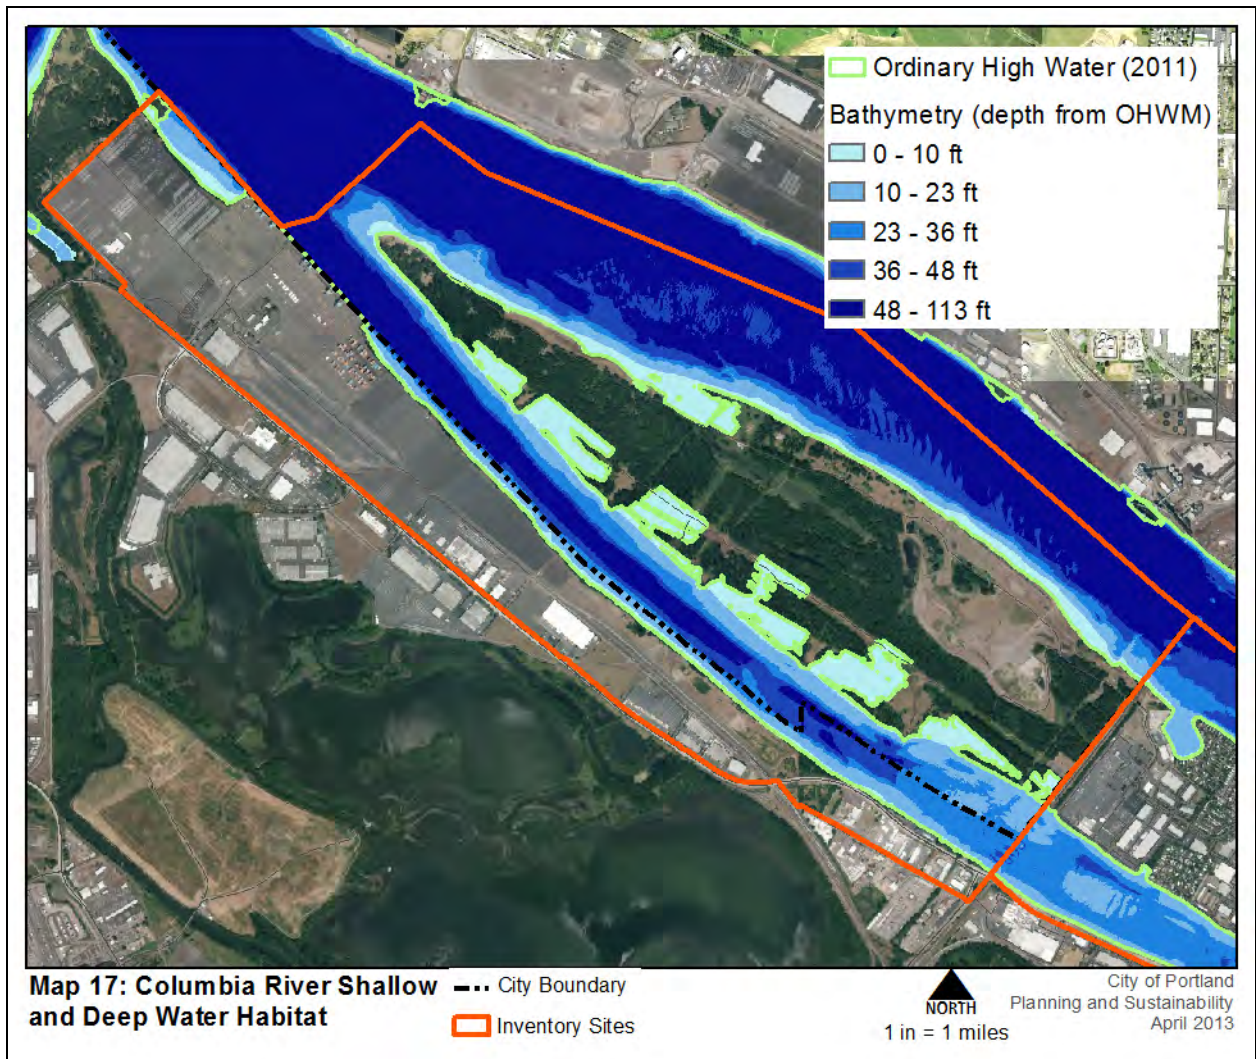 Ordinary High Water (2011)
Bathymetry (depth from OHWM)
0 - 10 ft
10 - 23 ft
23 - 36 ft
36 - 48 ft
48 - 113 ft
Map 17: Columbia River Shallow
and Deep Water Habitat
City Boundary
Inventory Sites
NORTH
1 in = 1 miles
City of Portland
Planning and Sustainability
April 2013